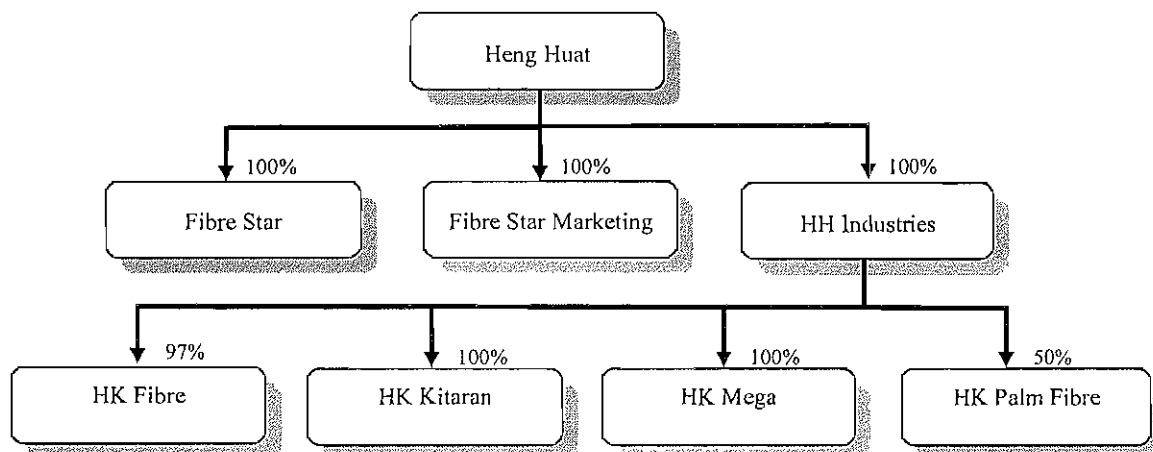 Heng Huat
100%
100%
100%
Fibre Star
Fibre Star Marketing
HH Industries
97%
100%
100%
50%
HK Fibre
HK Kitaran
HK Mega
HK Palm Fibre